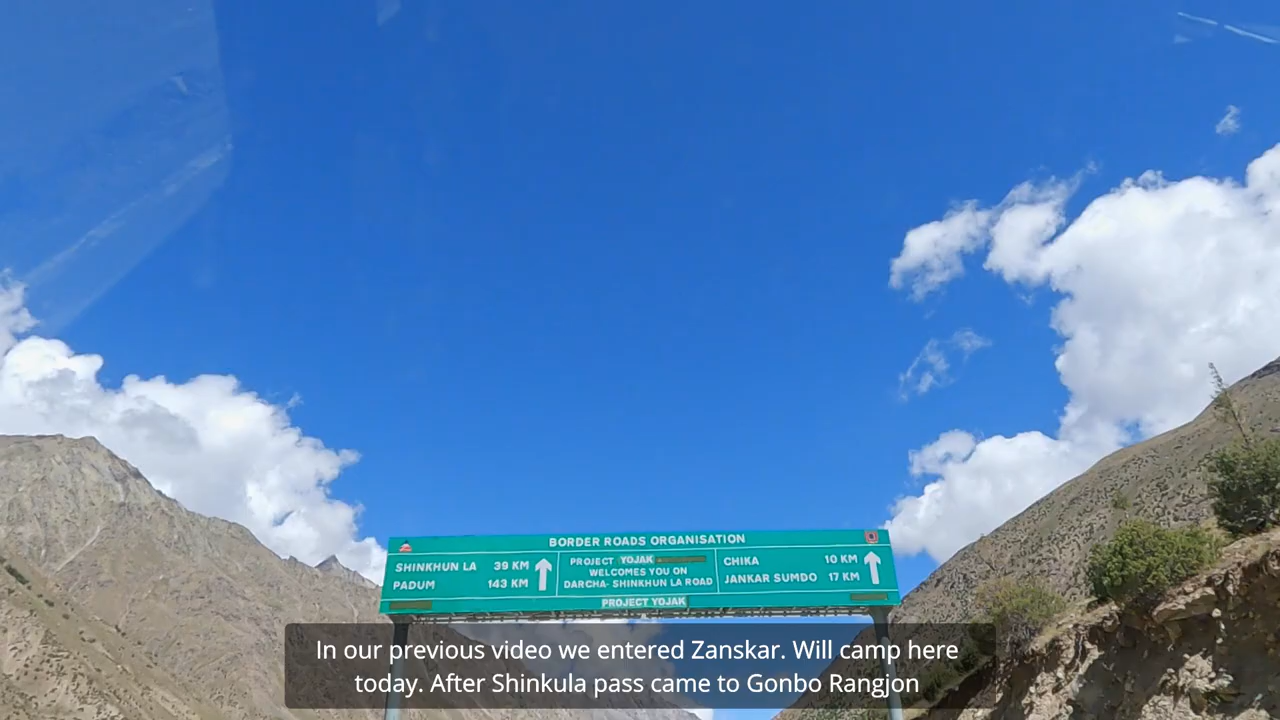 BORDER ROADS ORGANISATION
SHINKHUN LA 39 KM
PADUM 143 KM
PROJECT YOJAK
WELCOMES YOU ON
DARCHA- SHINKHUN LA ROAD
CHIKA 10 KM
JANKAR SUMDO 17 KM
PROJECT YOJAK
In our previous video we entered Zanskar. Will camp here
today. After Shinkula pass came to Gonbo Rangjon